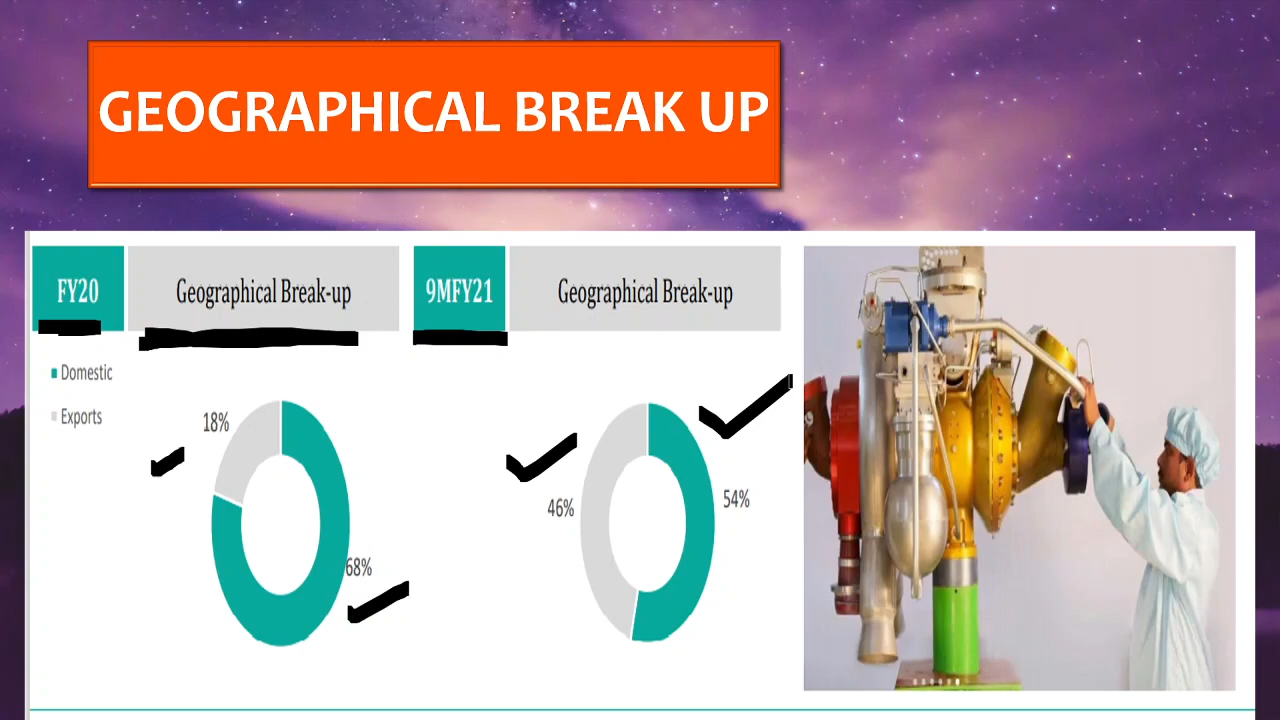 GEOGRAPHICAL BREAK UP
FY20
Geographical Break-up
9MFY21
Geographical Break-up
Domestic
Exports
18%
68%
46%
54%